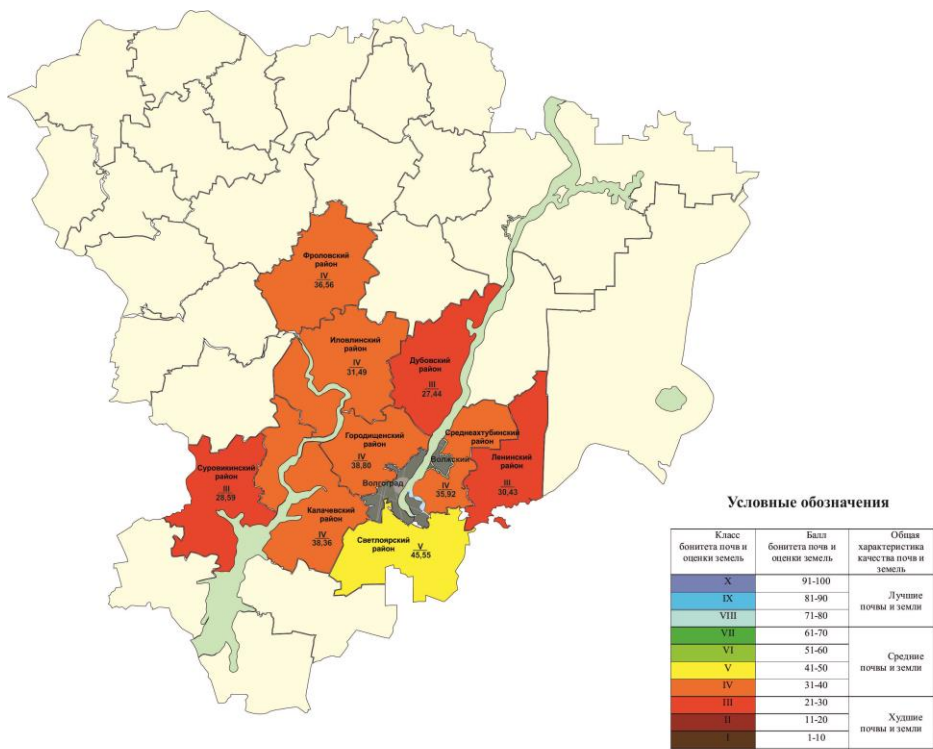 Фроловский
район
IV
36,56
Иловлинский
район
IV
31,49
Дубовский
район
III
27,44
Городищенский
район
IV
38,80
Среднеахтубинский
район
IV
35,92
Волжский
Ленинский
район
III
30,43
Суровикинский
район
III
28,59
Волгоград
Калачевский
район
IV
38,36
Светлоярский
район
V
45,55
Условные обозначения
Класс
бонитета почв и
оценки земель
Балл
бонитета почв и
оценки земель
Общая
характеристика
качества почв и
земель
X 91-100
IX 81-90
VIII 71-80
Лучшие
почвы и земли
VII 61-70
VI 51-60
V 41-50
IV 31-40
Средние
почвы и земли
III 21-30
II 11-20
I 1-10
Худшие
почвы и земли